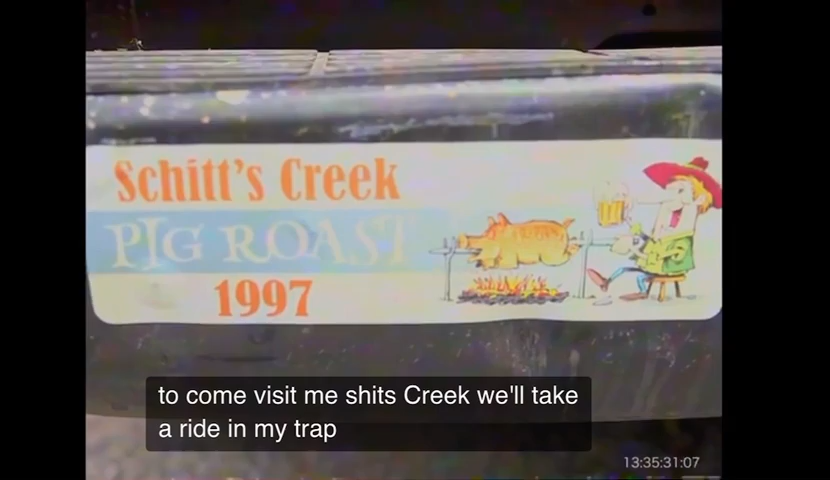 Schitt's Creek
PIG ROAST
1997
to come visit me shits Creek we'll take
a ride in my trap
13:35:31:07